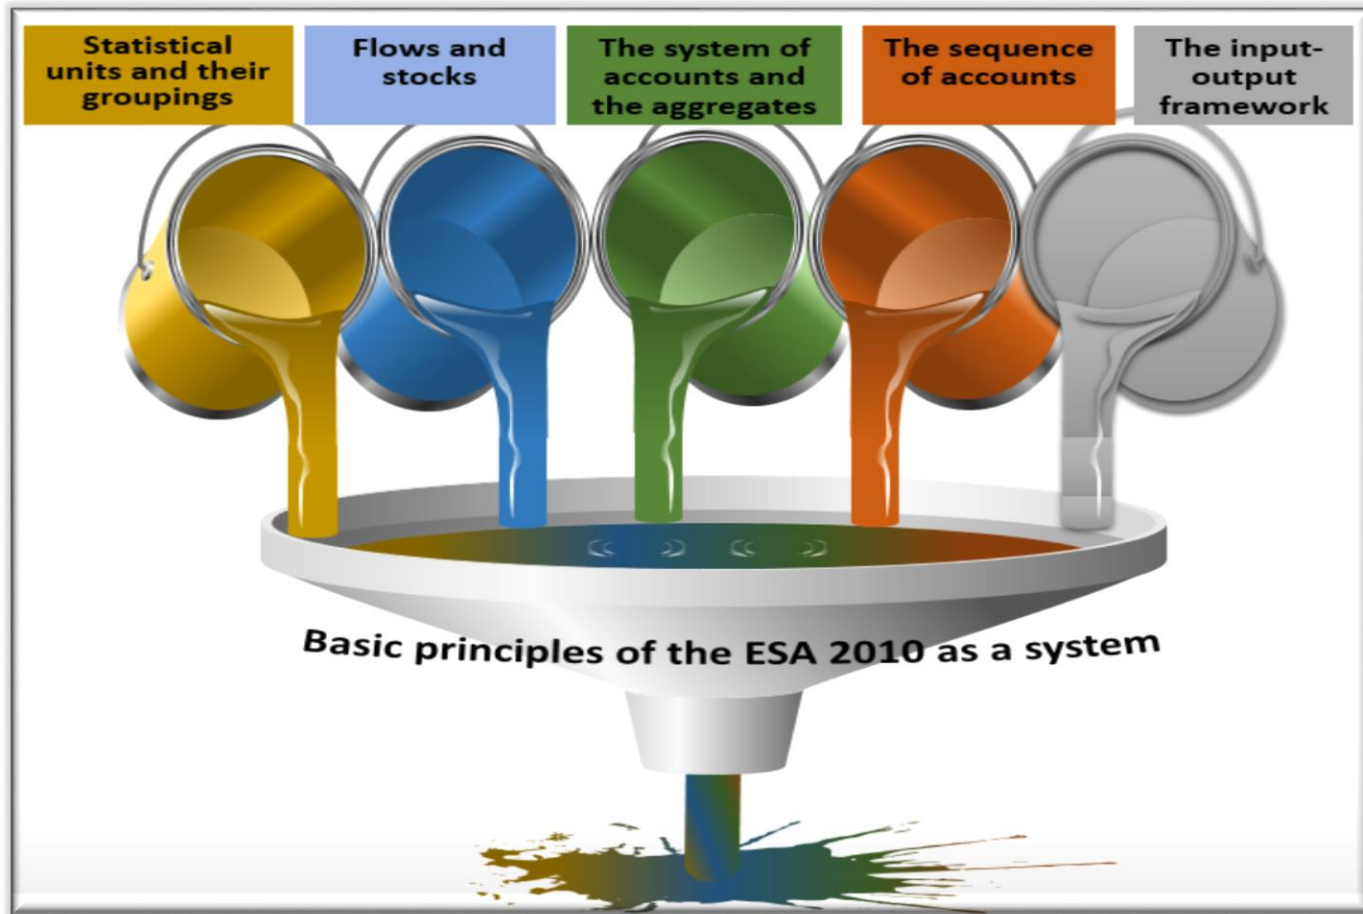 Statistical
units and their
groupings
Flows and
stocks
The system of
accounts and
the aggregates
The sequence
of accounts
The input-
output
framework
Basic principles of the ESA 2010 as a system